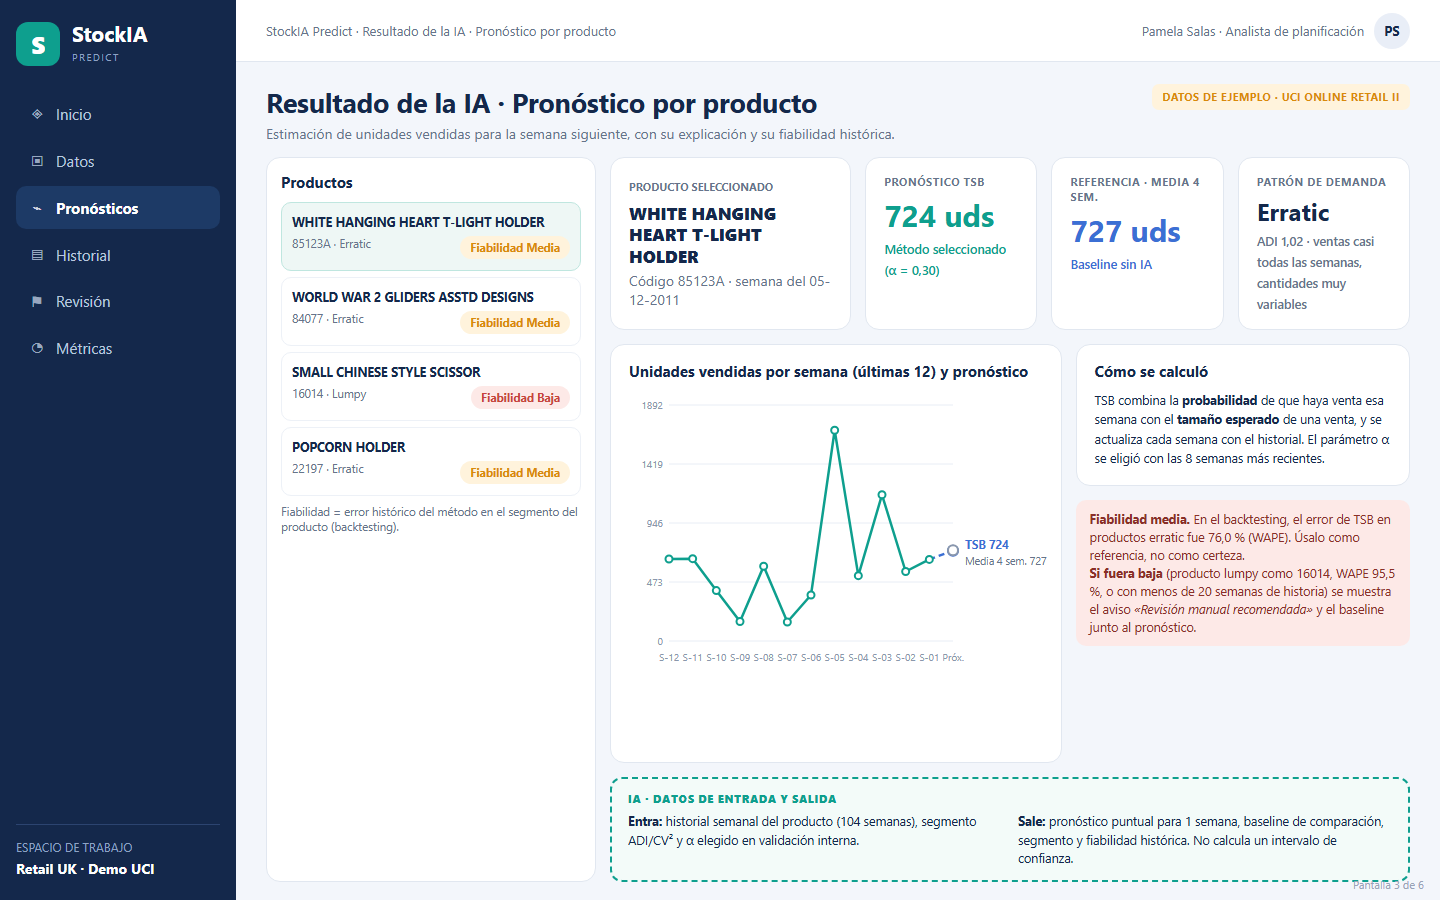 S
StockIA
PREDICT
Inicio
Datos
Pronósticos
Historial
Revisión
Métricas
ESPACIO DE TRABAJO
Retail UK · Demo UCI
StockIA Predict · Resultado de la IA · Pronóstico por producto
Pamela Salas · Analista de planificación
PS
Resultado de la IA · Pronóstico por producto
DATOS DE EJEMPLO · UCI ONLINE RETAIL II
Estimación de unidades vendidas para la semana siguiente, con su explicación y su fiabilidad histórica.
Productos
WHITE HANGING HEART T-LIGHT HOLDER
85123A · Erratic
Fiabilidad Media
WORLD WAR 2 GLIDERS ASSTD DESIGNS
84077 · Erratic
Fiabilidad Media
SMALL CHINESE STYLE SCISSOR
16014 · Lumpy
Fiabilidad Baja
POPCORN HOLDER
22197 · Erratic
Fiabilidad Media
Fiabilidad = error histórico del método en el segmento del
producto (backtesting).
PRODUCTO SELECCIONADO
WHITE HANGING
HEART T-LIGHT
HOLDER
Código 85123A · semana del 05-
12-2011
PRONÓSTICO TSB
724 uds
Método seleccionado
(α = 0,30)
REFERENCIA · MEDIA 4
SEM.
727 uds
Baseline sin IA
PATRÓN DE DEMANDA
Erratic
ADI 1,02 · ventas casi
todas las semanas,
cantidades muy
variables
Unidades vendidas por semana (últimas 12) y pronóstico
1892
1419
946
473
0
S-12 S-11 S-10 S-09 S-08 S-07 S-06 S-05 S-04 S-03 S-02 S-01 Próx.
TSB 724
Media 4 sem. 727
Cómo se calculó
TSB combina la probabilidad de que haya venta esa
semana con el tamaño esperado de una venta, y se
actualiza cada semana con el historial. El parámetro α
se eligió con las 8 semanas más recientes.
Fiabilidad media. En el backtesting, el error de TSB en
productos erratic fue 76,0 % (WAPE). Úsalo como
referencia, no como certeza.
Si fuera baja (producto lumpy como 16014, WAPE 95,5
%, o con menos de 20 semanas de historia) se muestra
el aviso «Revisión manual recomendada» y el baseline
junto al pronóstico.
IA · DATOS DE ENTRADA Y SALIDA
Entra: historial semanal del producto (104 semanas), segmento
ADI/CV² y α elegido en validación interna.
Sale: pronóstico puntual para 1 semana, baseline de comparación,
segmento y fiabilidad histórica. No calcula un intervalo de
confianza.
Pantalla 3 de 6